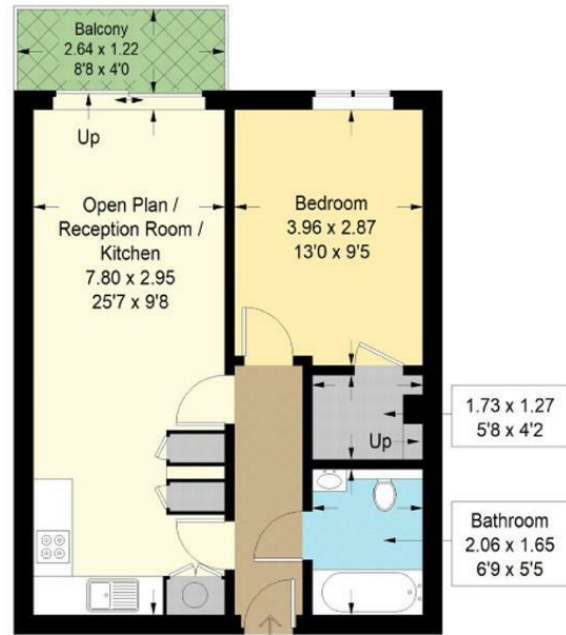 Balcony
2.64 x 1.22
8'8 x 4'0
Up
Open Plan /
Reception Room /
Kitchen
7.80 x 2.95
25'7 x 9'8
Bedroom
3.96 x 2.87
13'0 x 9'5
1.73 x 1.27
5'8 x 4'2
Up
Bathroom
2.06 x 1.65
6'9 x 5'5